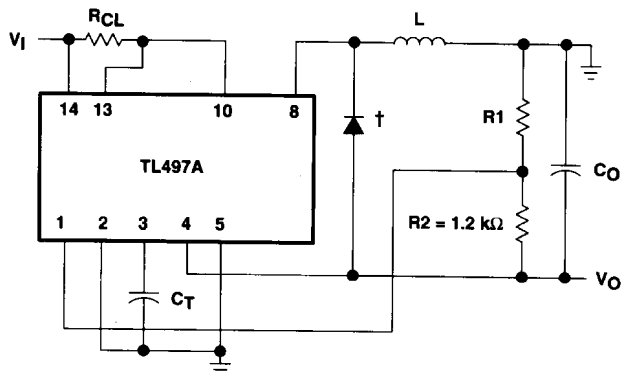 RCL
L
VI
14 13 10 8
†
R1
TL497A
CO
1 2 3 4 5
R2 = 1.2 kΩ
CT
VO